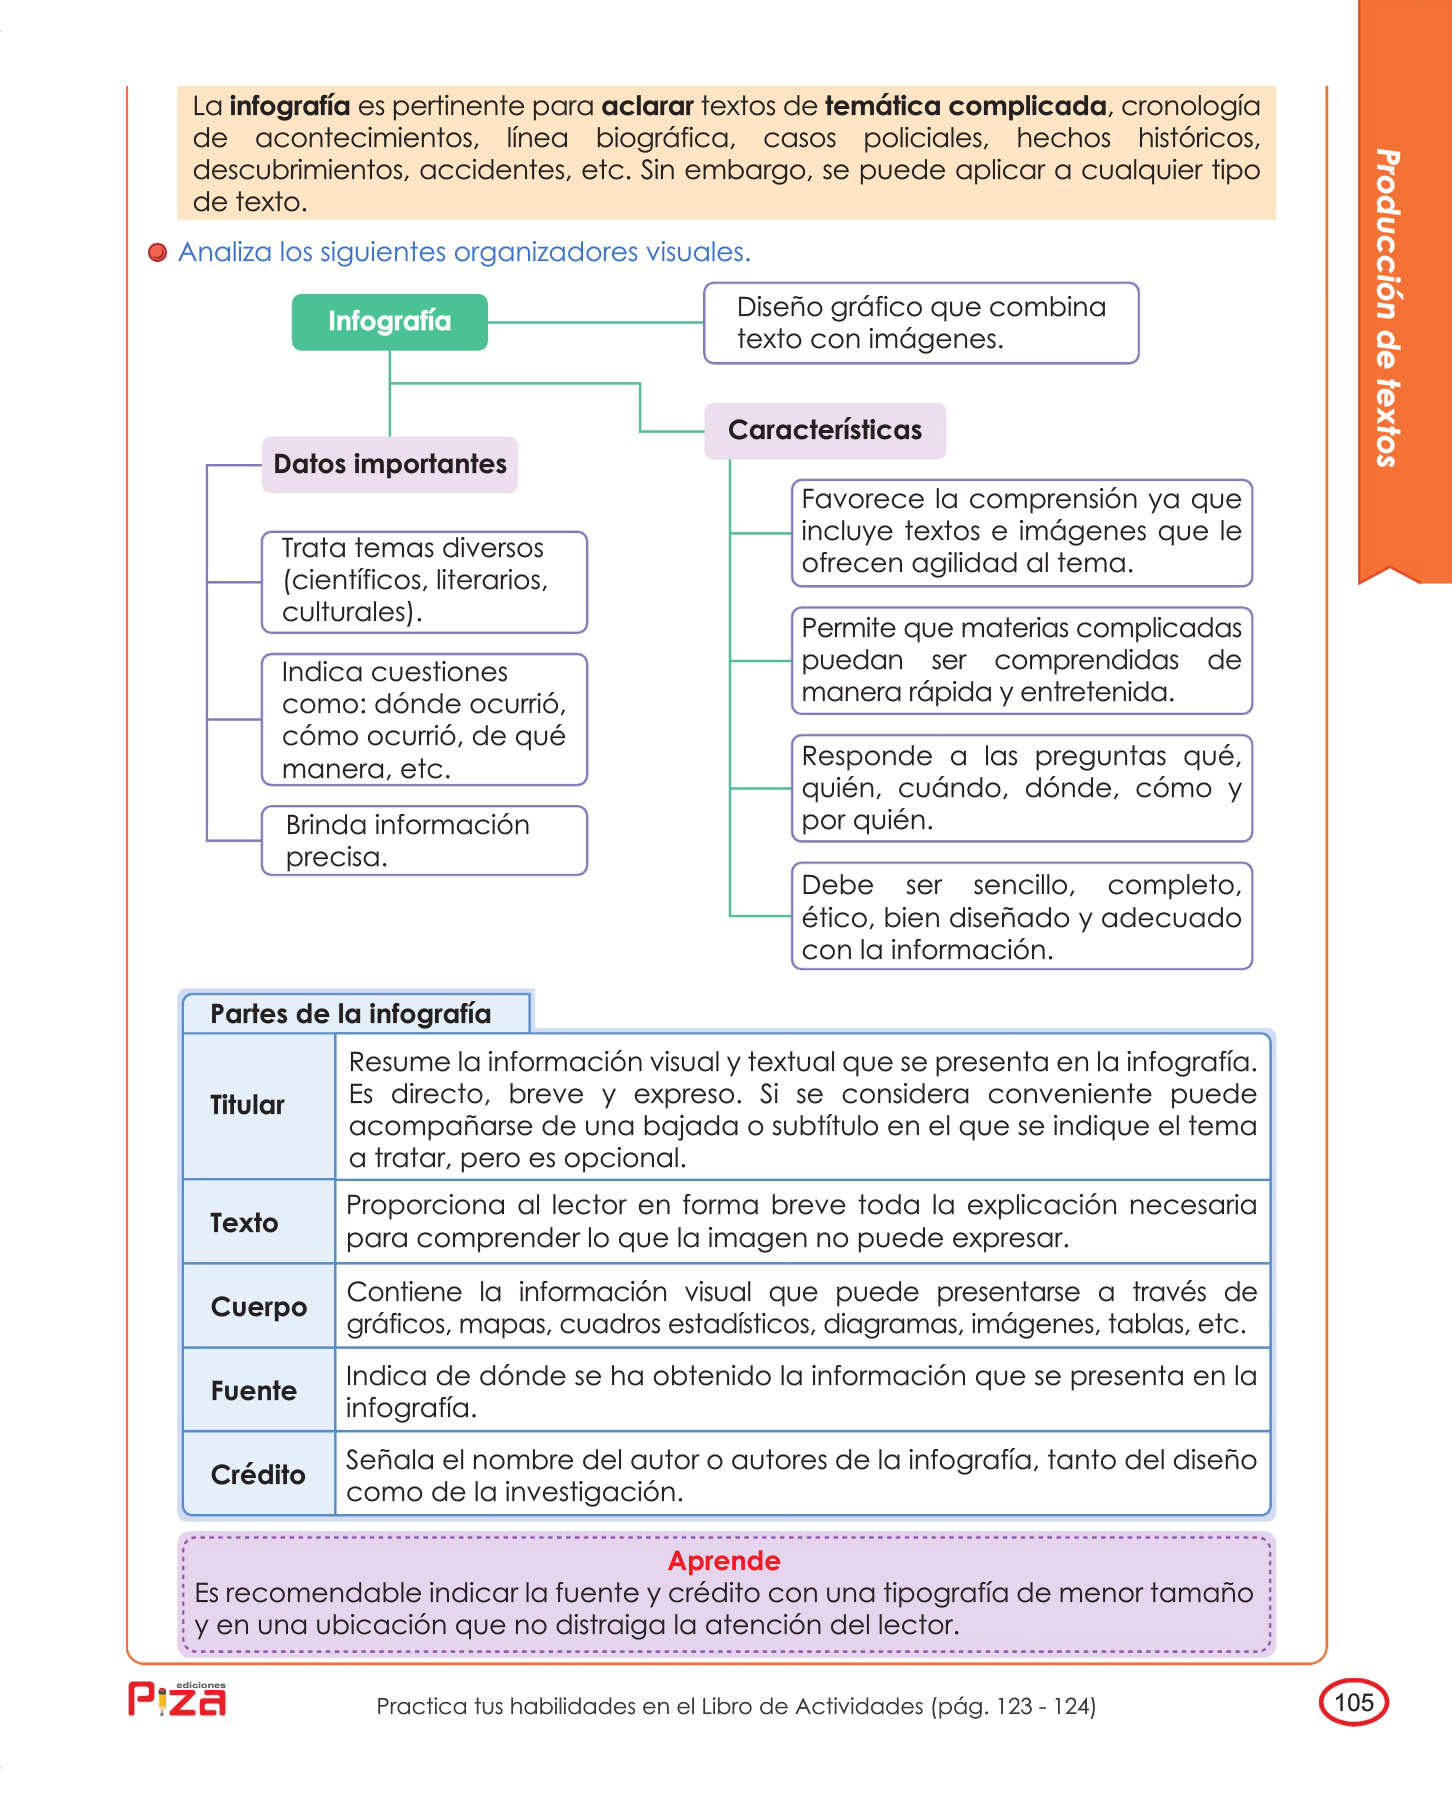 La infografía es pertinente para aclarar textos de temática complicada, cronología
de acontecimientos, línea biográfica, casos policiales, hechos históricos,
descubrimientos, accidentes, etc. Sin embargo, se puede aplicar a cualquier tipo
de texto.
Analiza los siguientes organizadores visuales.
Infografía
Diseño gráfico que combina
texto con imágenes.
Datos importantes
Trata temas diversos
(científicos, literarios,
culturales).
Indica cuestiones
como: dónde ocurrió,
cómo ocurrió, de qué
manera, etc.
Brinda información
precisa.
Características
Favorece la comprensión ya que
incluye textos e imágenes que le
ofrecen agilidad al tema.
Permite que materias complicadas
puedan ser comprendidas de
manera rápida y entretenida.
Responde a las preguntas qué,
quién, cuándo, dónde, cómo y
por quién.
Debe ser sencillo, completo,
ético, bien diseñado y adecuado
con la información.
Partes de la infografía
Titular
Resume la información visual y textual que se presenta en la infografía.
Es directo, breve y expreso. Si se considera conveniente puede
acompañarse de una bajada o subtítulo en el que se indique el tema
a tratar, pero es opcional.
Texto
Proporciona al lector en forma breve toda la explicación necesaria
para comprender lo que la imagen no puede expresar.
Cuerpo
Contiene la información visual que puede presentarse a través de
gráficos, mapas, cuadros estadísticos, diagramas, imágenes, tablas, etc.
Fuente
Indica de dónde se ha obtenido la información que se presenta en la
infografía.
Crédito
Señala el nombre del autor o autores de la infografía, tanto del diseño
como de la investigación.
Aprende
Es recomendable indicar la fuente y crédito con una tipografía de menor tamaño
y en una ubicación que no distraiga la atención del lector.
Producción de textos
ediciones
Piza
Practica tus habilidades en el Libro de Actividades (pág. 123 - 124)
105